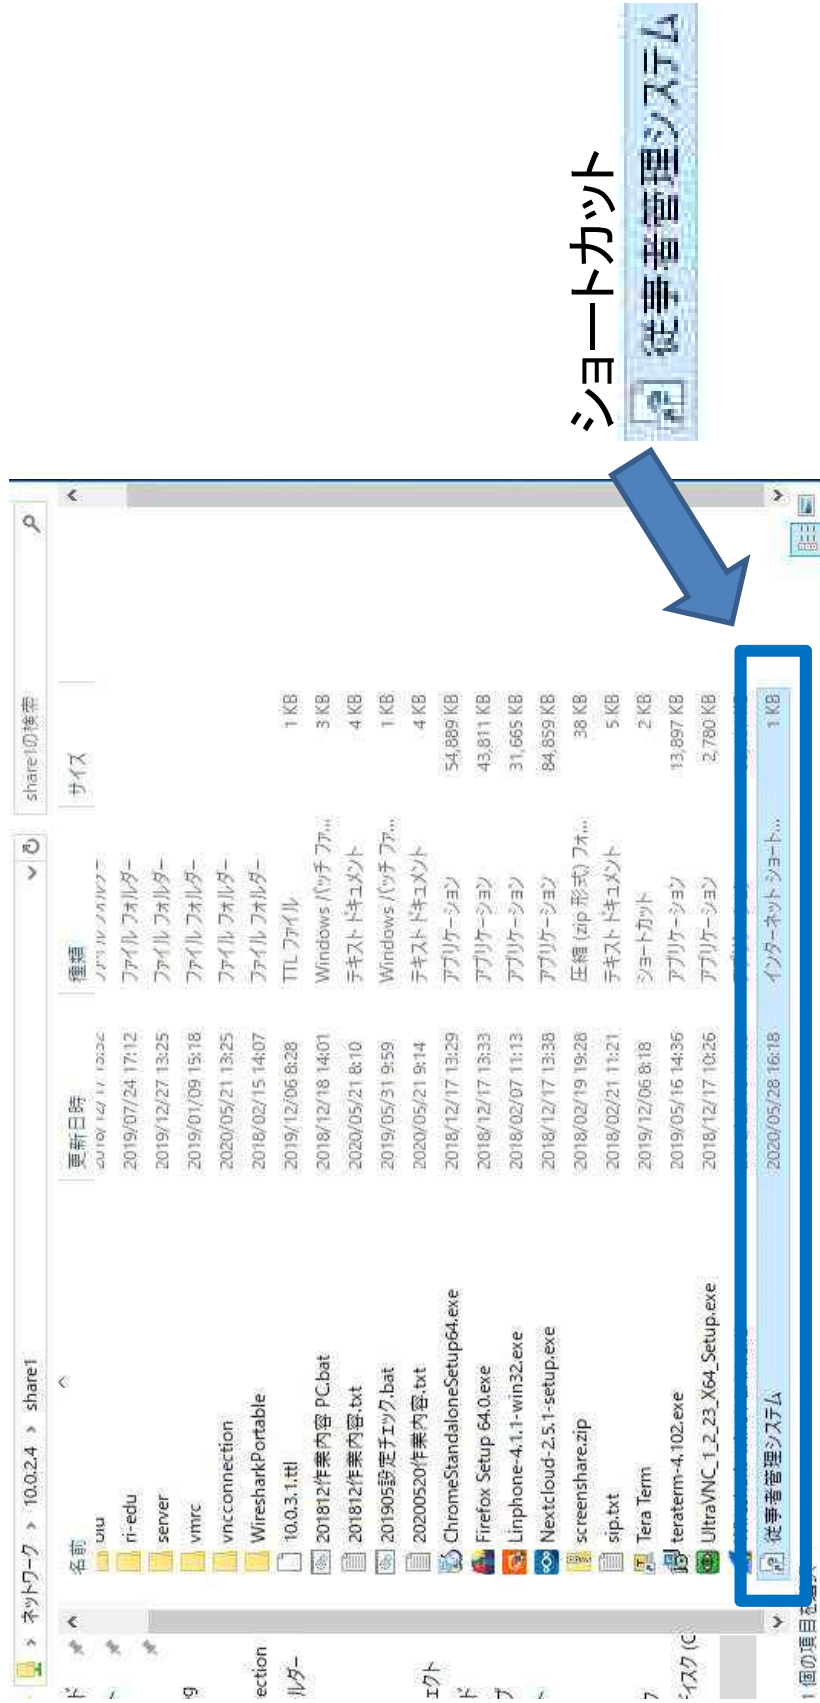 ネットワーク > 10.0.2.4 > share1
share1の検索
名前 更新日時 種類 サイズ
ri-edu 2019/07/24 17:12 ファイル フォルダー
server 2019/12/27 13:25 ファイル フォルダー
vmrc 2019/01/09 15:18 ファイル フォルダー
vncconnection 2020/05/21 13:25 ファイル フォルダー
WiresharkPortable 2018/02/15 14:07 ファイル フォルダー
10.0.3.1.ttl 2019/12/06 8:28 TTL ファイル 1 KB
201812作業内容 PC.bat 2018/12/18 14:01 Windows バッチ ファ... 3 KB
201812作業内容.txt 2020/05/21 8:10 テキスト ドキュメント 4 KB
201905設定チェック.bat 2019/05/31 9:59 Windows バッチ ファ... 1 KB
20200520作業内容.txt 2020/05/21 9:14 テキスト ドキュメント 4 KB
ChromeStandaloneSetup64.exe 2018/12/17 13:29 アプリケーション 54,889 KB
Firefox Setup 64.0.exe 2018/12/17 13:33 アプリケーション 43,811 KB
Linphone-4.1.1-win32.exe 2018/02/07 11:13 アプリケーション 31,665 KB
Nextcloud-2.5.1-setup.exe 2018/12/17 13:38 アプリケーション 84,859 KB
screenshare.zip 2018/02/19 19:28 圧縮 (zip 形式) フォ... 38 KB
sip.txt 2018/02/21 11:21 テキスト ドキュメント 5 KB
Tera Term 2019/12/06 8:18 ショートカット 2 KB
teraterm-4.102.exe 2019/05/16 14:36 アプリケーション 13,897 KB
UltraVNC_1_2_23_X64_Setup.exe 2018/12/17 10:26 アプリケーション 2,780 KB
従事者管理システム 2020/05/28 16:18 インターネット ショート... 1 KB
1 個の項目を選択
ection
ルダー
ェクト
ィスク (C
ショートカット
従事者管理システム